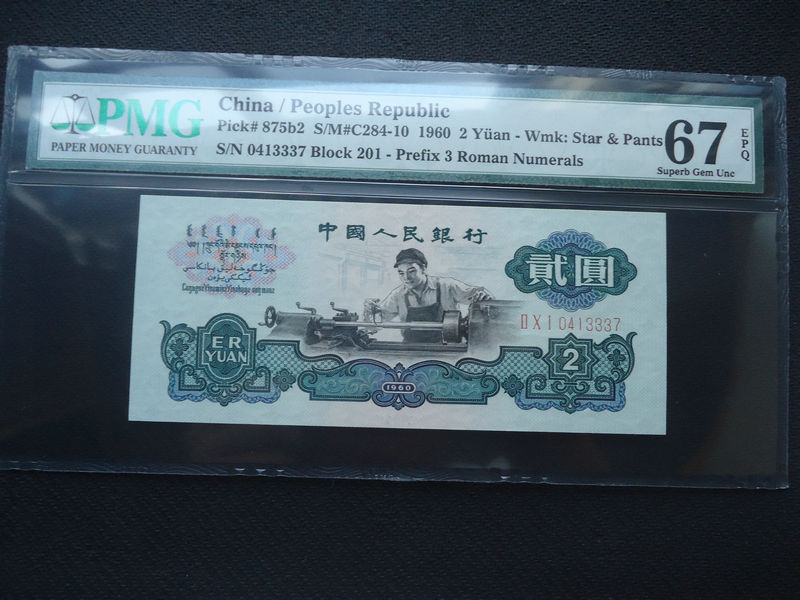 PMG
PAPER MONEY GUARANTY
China / Peoples Republic
Pick# 875b2 S/M#C284-10 1960 2 Yüan - Wmk: Star & Pants
S/N 0413337 Block 201 - Prefix 3 Roman Numerals
67
EPQ
Superb Gem Unc
中國人民銀行
貳圓
ⅡⅩⅠ0413337
ER
YUAN
1960
2